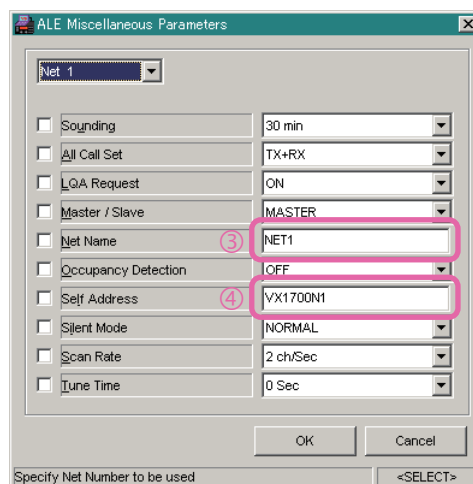 ALE Miscellaneous Parameters
Net 1
Sounding 30 min
All Call Set TX+RX
LQA Request ON
Master / Slave MASTER
Net Name ③ NET1
Occupancy Detection OFF
Self Address ④ VX1700N1
Silent Mode NORMAL
Scan Rate 2 ch/Sec
Tune Time 0 Sec
OK Cancel
Specify Net Number to be used <SELECT>